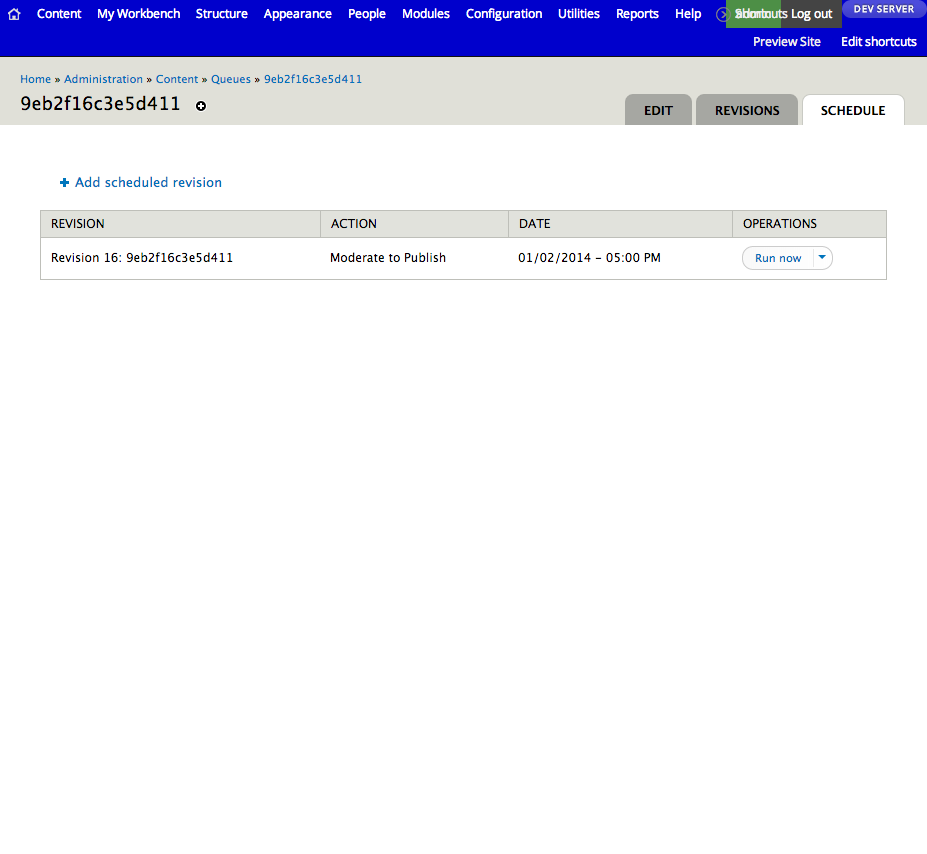 Content My Workbench Structure Appearance People Modules Configuration Utilities Reports Help Shortcuts Log out DEV SERVER
Preview Site Edit shortcuts
Home » Administration » Content » Queues » 9eb2f16c3e5d411
9eb2f16c3e5d411
EDIT REVISIONS SCHEDULE
Add scheduled revision
REVISION ACTION DATE OPERATIONS
Revision 16: 9eb2f16c3e5d411 Moderate to Publish 01/02/2014 - 05:00 PM Run now